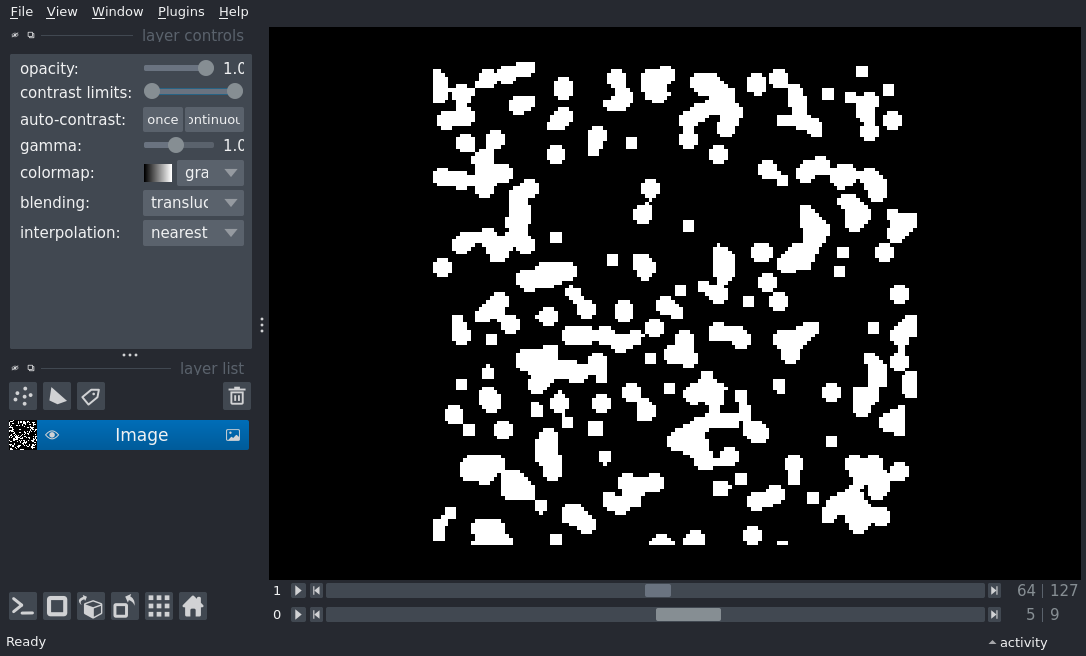 File View Window Plugins Help
layer controls
opacity: 1.0
contrast limits:
auto-contrast: once ontinuou
gamma: 1.0
colormap: gra
blending: transluc
interpolation: nearest
layer list
Image
1 64 127
0 5 9
Ready activity